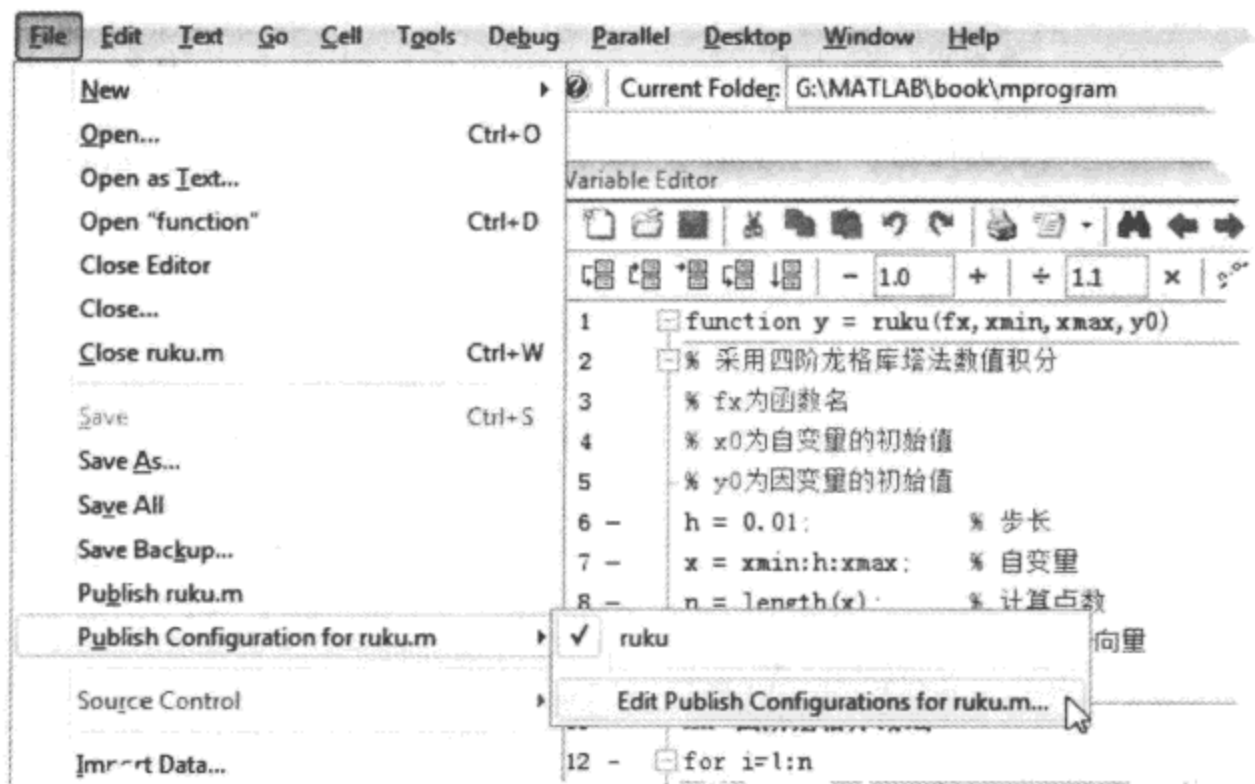 File Edit Text Go Cell Tools Debug Parallel Desktop Window Help
New
Current Folder: G:\MATLAB\book\mprogram
Open... Ctrl+O
Open as Text...
Variable Editor
Open "function" Ctrl+D
Close Editor
- 1.0 + ÷ 1.1 ×
Close...
1 function y = ruku(fx,xmin,xmax,y0)
Close ruku.m Ctrl+W
2 % 采用四阶龙格库塔法数值积分
3 % fx为函数名
Save Ctrl+S
4 % x0为自变量的初始值
Save As...
5 % y0为因变量的初始值
Save All
6 - h = 0.01; % 步长
Save Backup...
7 - x = xmin:h:xmax; % 自变量
Publish ruku.m
8 - n = length(x); % 计算点数
Publish Configuration for ruku.m
✓ ruku
向量
Source Control
Edit Publish Configurations for ruku.m...
Import Data...
12 - for i=1:n